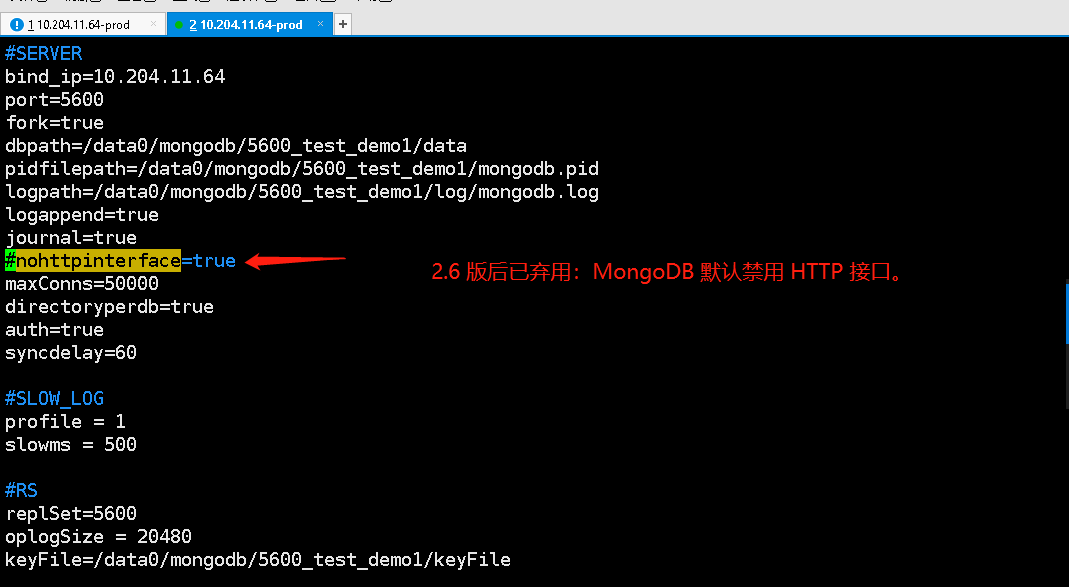 1 10.204.11.64-prod
2 10.204.11.64-prod
#SERVER
bind_ip=10.204.11.64
port=5600
fork=true
dbpath=/data0/mongodb/5600_test_demo1/data
pidfilepath=/data0/mongodb/5600_test_demo1/mongodb.pid
logpath=/data0/mongodb/5600_test_demo1/log/mongodb.log
logappend=true
journal=true
#nohttpinterface=true
2.6 版后已弃用：MongoDB 默认禁用 HTTP 接口。
maxConns=50000
directoryperdb=true
auth=true
syncdelay=60
#SLOW_LOG
profile = 1
slowms = 500
#RS
replSet=5600
oplogSize = 20480
keyFile=/data0/mongodb/5600_test_demo1/keyFile